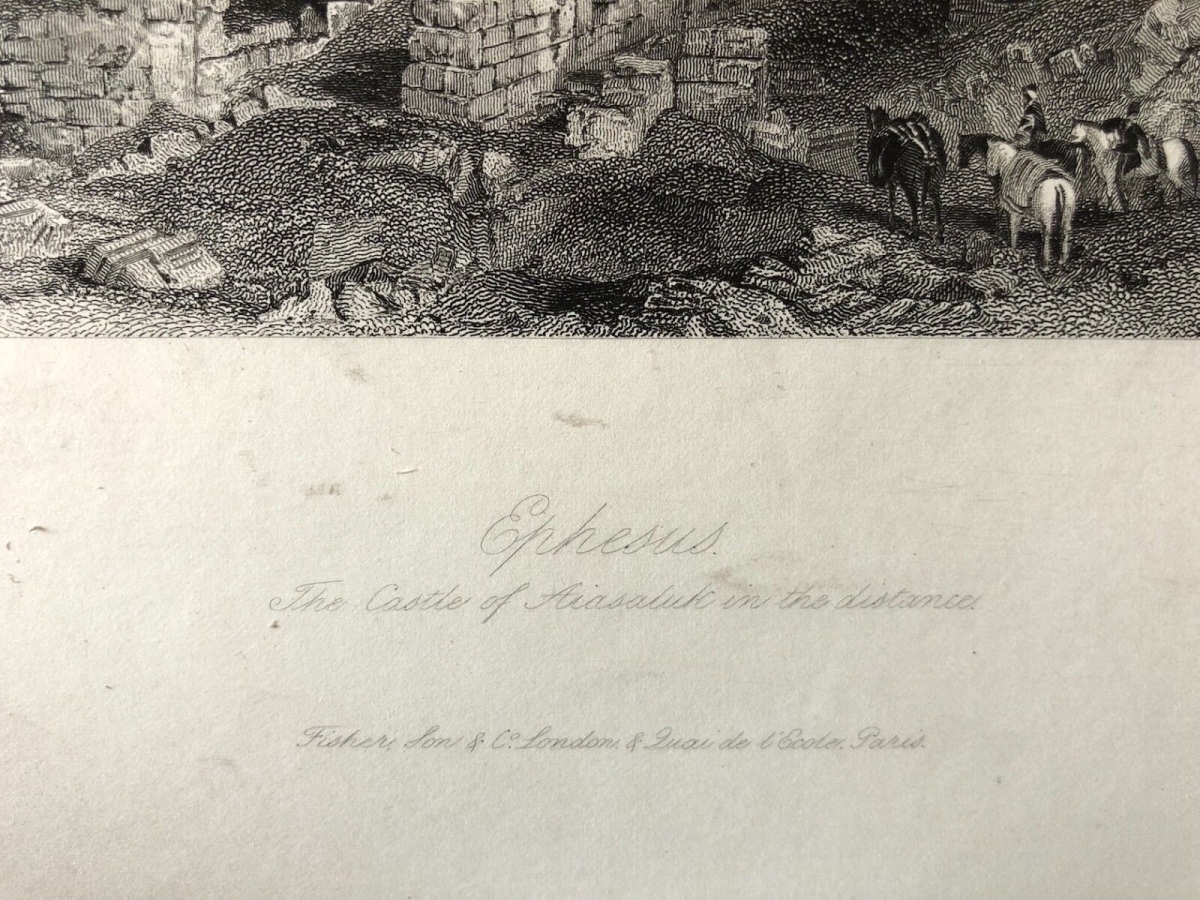 Ephesus.
The Castle of Aiasaluk in the distance.
Fisher, Son & Co. London, & Quai de l'Ecole, Paris.